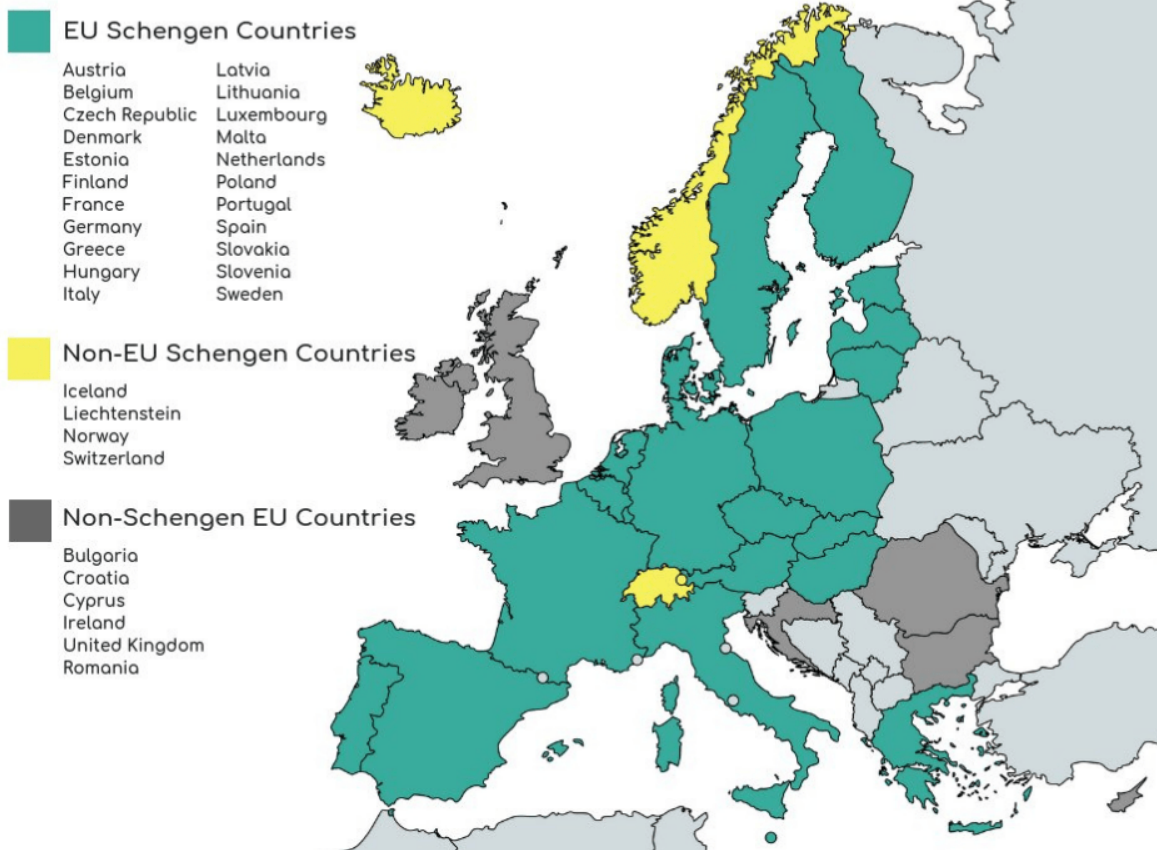 EU Schengen Countries
Austria
Belgium
Czech Republic
Denmark
Estonia
Finland
France
Germany
Greece
Hungary
Italy
Latvia
Lithuania
Luxembourg
Malta
Netherlands
Poland
Portugal
Spain
Slovakia
Slovenia
Sweden
Non-EU Schengen Countries
Iceland
Liechtenstein
Norway
Switzerland
Non-Schengen EU Countries
Bulgaria
Croatia
Cyprus
Ireland
United Kingdom
Romania